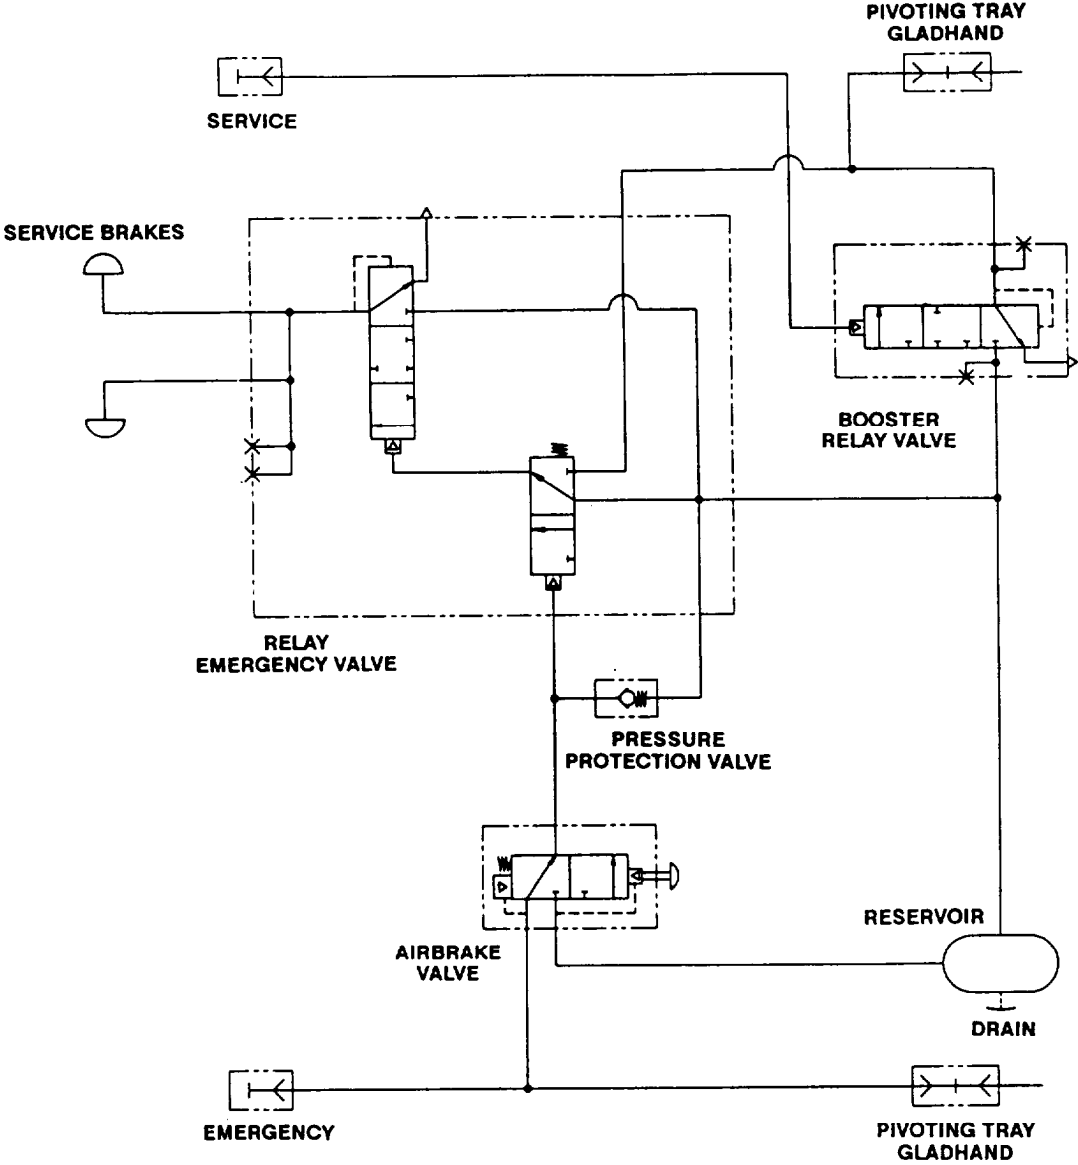 PIVOTING TRAY
GLADHAND
SERVICE
SERVICE BRAKES
BOOSTER
RELAY VALVE
RELAY
EMERGENCY VALVE
PRESSURE
PROTECTION VALVE
RESERVOIR
AIRBRAKE
VALVE
DRAIN
EMERGENCY
PIVOTING TRAY
GLADHAND